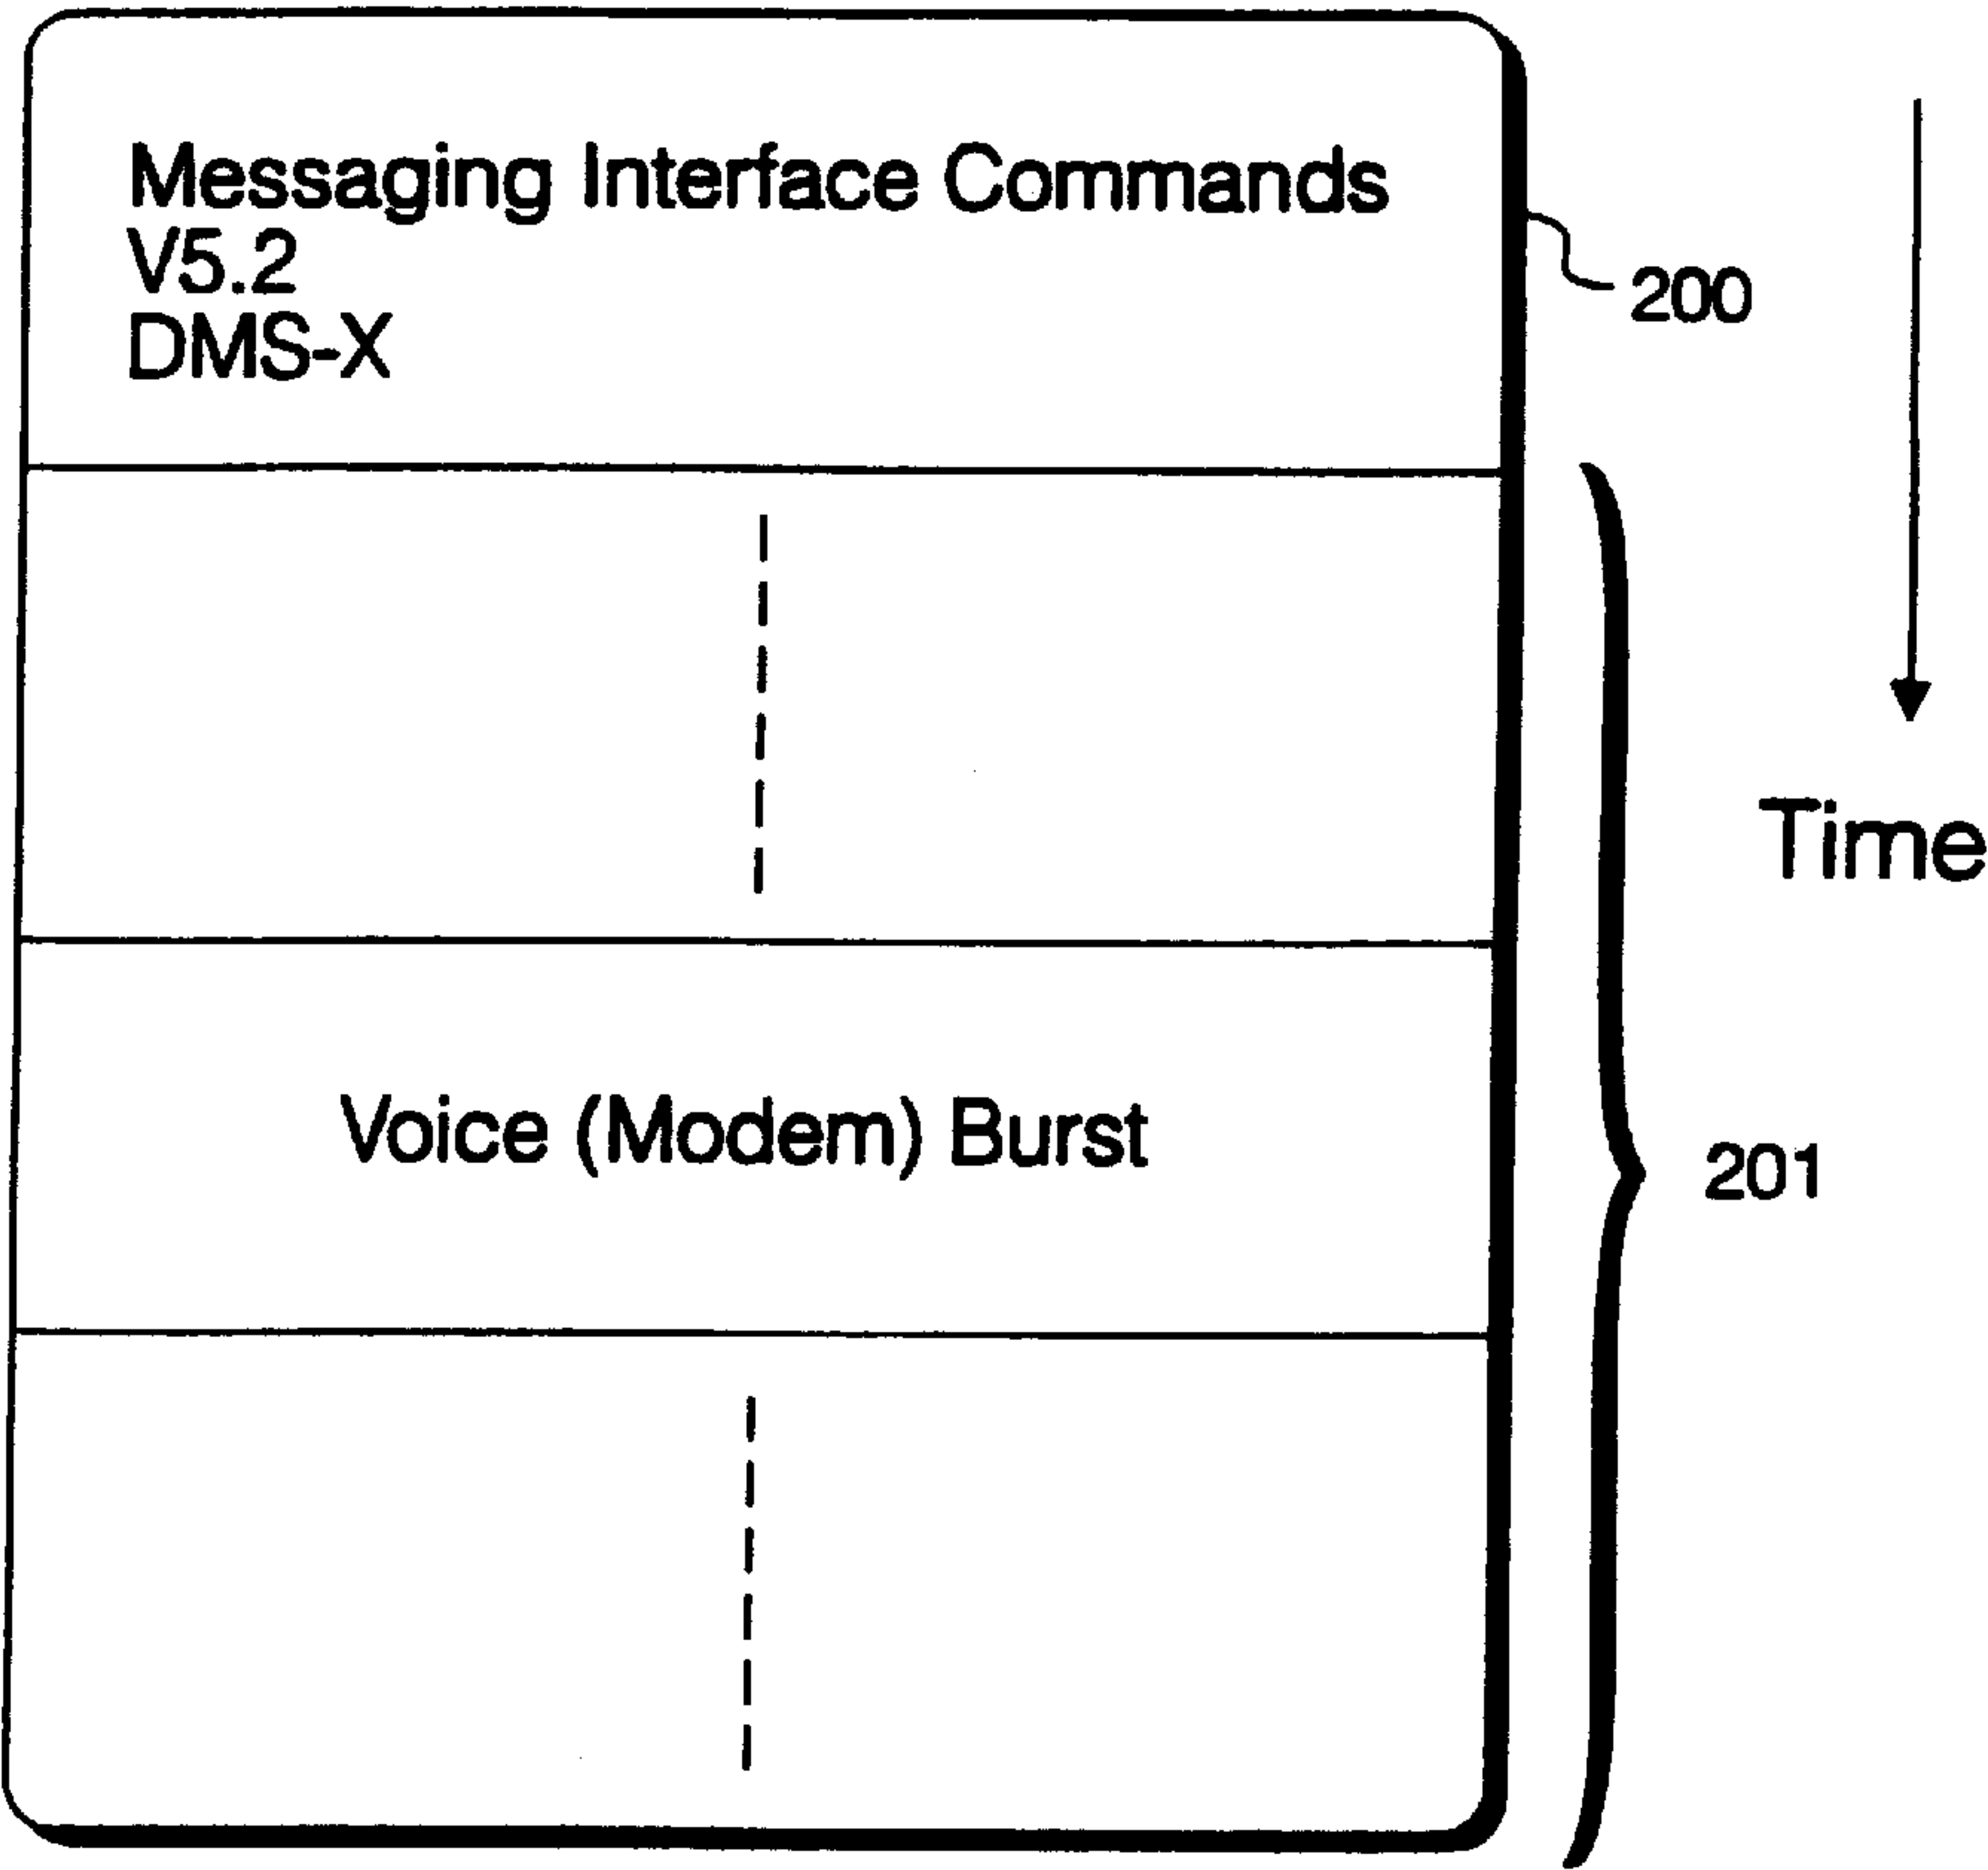 Messaging Interface Commands
V5.2
DMS-X
200
Time
Voice (Modem) Burst
201